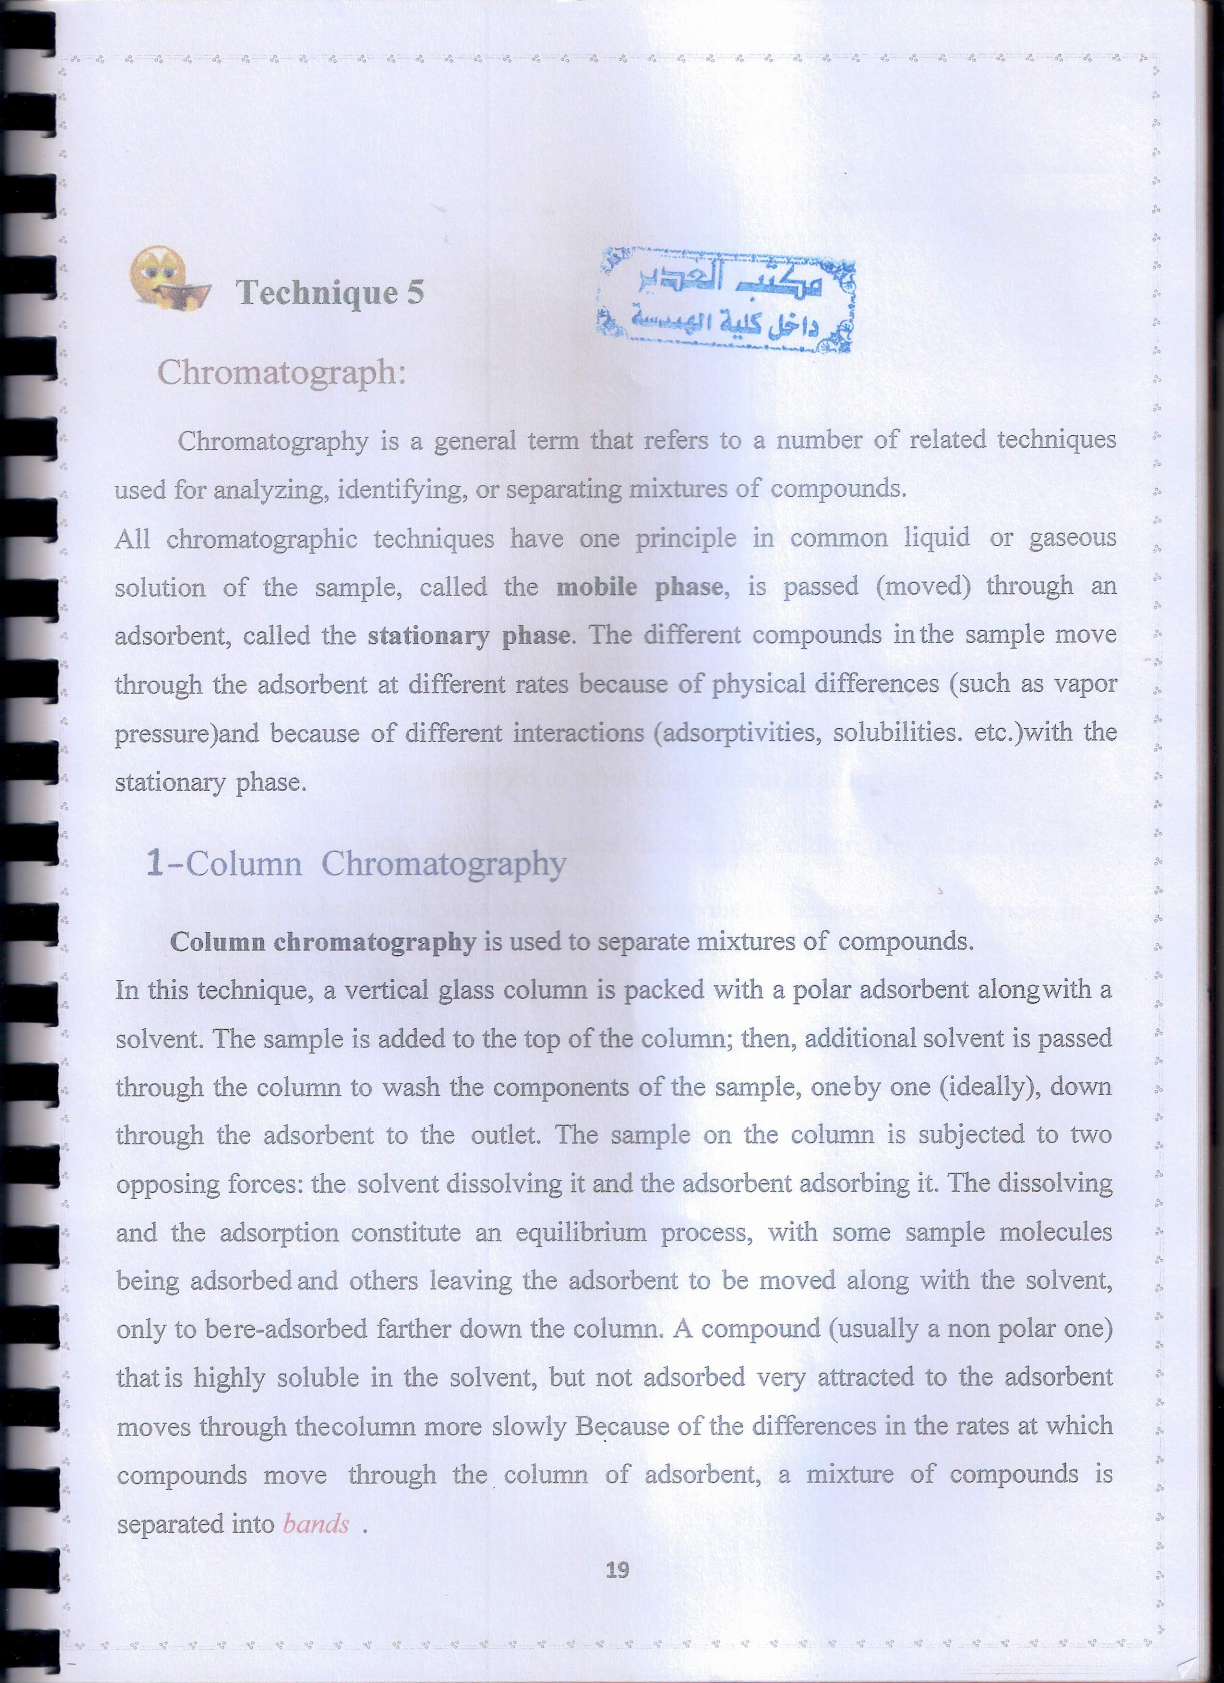 Technique 5
مكتب الغدير
داخل كلية الهندسة
Chromatograph:
Chromatography is a general term that refers to a number of related techniques
used for analyzing, identifying, or separating mixtures of compounds.
All chromatographic techniques have one principle in common liquid or gaseous
solution of the sample, called the mobile phase, is passed (moved) through an
adsorbent, called the stationary phase. The different compounds in the sample move
through the adsorbent at different rates because of physical differences (such as vapor
pressure)and because of different interactions (adsorptivities, solubilities. etc.)with the
stationary phase.
1-Column Chromatography
Column chromatography is used to separate mixtures of compounds.
In this technique, a vertical glass column is packed with a polar adsorbent alongwith a
solvent. The sample is added to the top of the column; then, additional solvent is passed
through the column to wash the components of the sample, oneby one (ideally), down
through the adsorbent to the outlet. The sample on the column is subjected to two
opposing forces: the solvent dissolving it and the adsorbent adsorbing it. The dissolving
and the adsorption constitute an equilibrium process, with some sample molecules
being adsorbed and others leaving the adsorbent to be moved along with the solvent,
only to bere-adsorbed farther down the column. A compound (usually a non polar one)
that is highly soluble in the solvent, but not adsorbed very attracted to the adsorbent
moves through thecolumn more slowly Because of the differences in the rates at which
compounds move through the column of adsorbent, a mixture of compounds is
separated into bands .
19